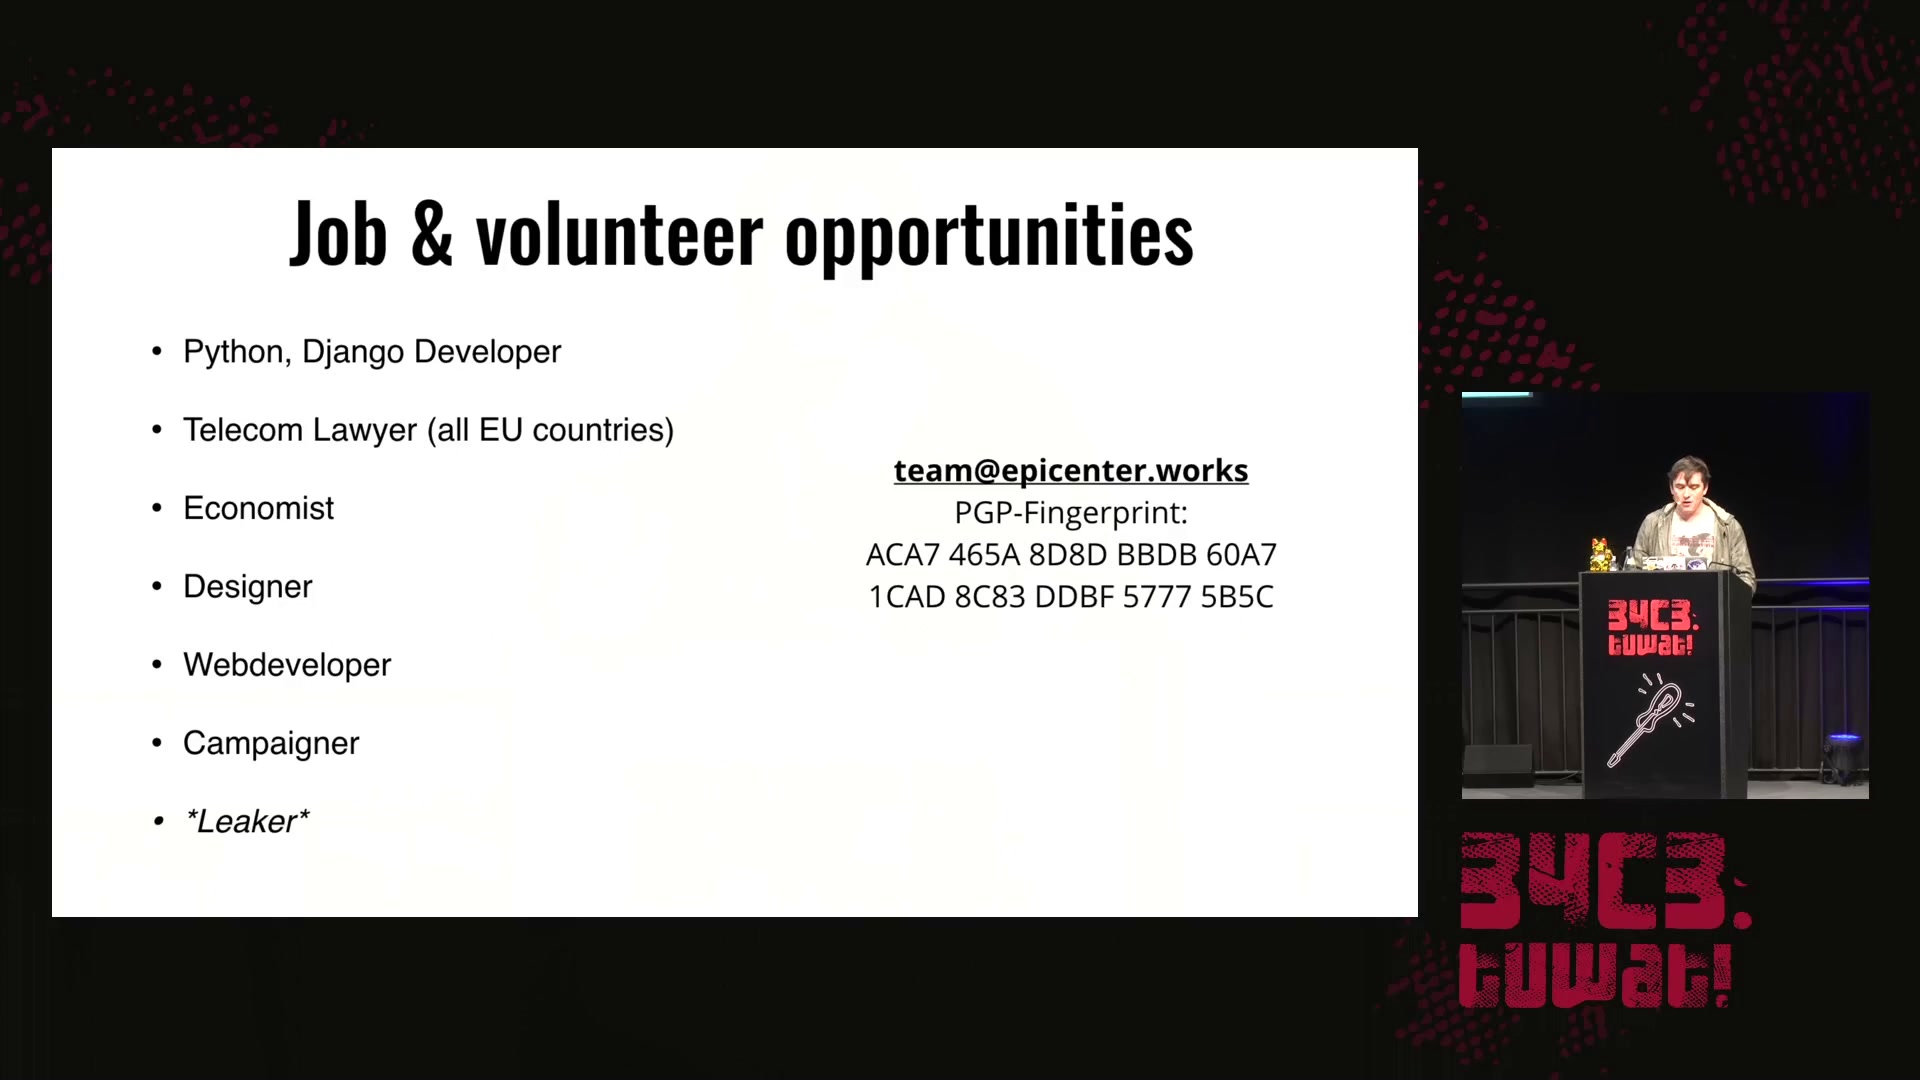 Job & volunteer opportunities
• Python, Django Developer
• Telecom Lawyer (all EU countries)
• Economist
• Designer
• Webdeveloper
• Campaigner
• *Leaker*
team@epicenter.works
PGP-Fingerprint:
ACA7 465A 8D8D BBDB 60A7
1CAD 8C83 DDBF 5777 5B5C
34C3.
tuwat!
34C3.
tuwat!